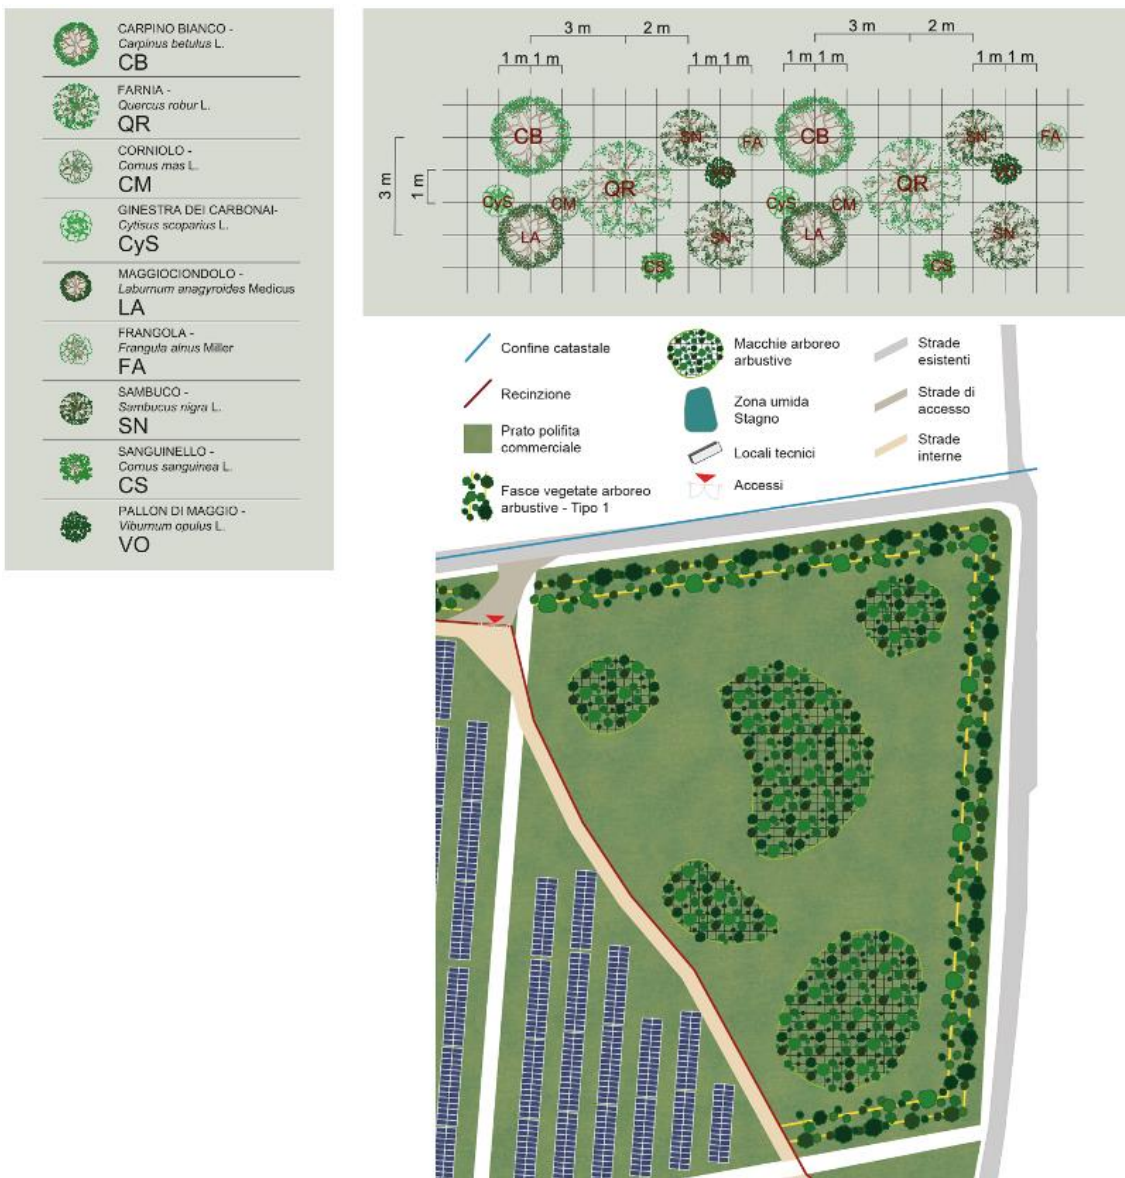 CARPINO BIANCO -
Carpinus betulus L.
CB
FARNIA -
Quercus robur L.
QR
CORNIOLO -
Cornus mas L.
CM
GINESTRA DEI CARBONAI-
Cytisus scoparius L.
CyS
MAGGIOCIONDOLO -
Laburnum anagyroides Medicus
LA
FRANGOLA -
Frangula alnus Miller
FA
SAMBUCO -
Sambucus nigra L.
SN
SANGUINELLO -
Cornus sanguinea L.
CS
PALLON DI MAGGIO -
Viburnum opulus L.
VO
3 m 2 m 3 m 2 m
1 m 1 m 1 m 1 m 1 m 1 m 1 m 1 m
CB SN FA CB SN FA
3 m
1 m
VO VO
QR QR
CyS CM CyS CM
LA SN LA SN
CB CS
Confine catastale
Recinzione
Prato polifita
commerciale
Fasce vegetate arboreo
arbustive - Tipo 1
Macchie arboreo
arbustive
Zona umida
Stagno
Locali tecnici
Accessi
Strade
esistenti
Strade di
accesso
Strade
interne